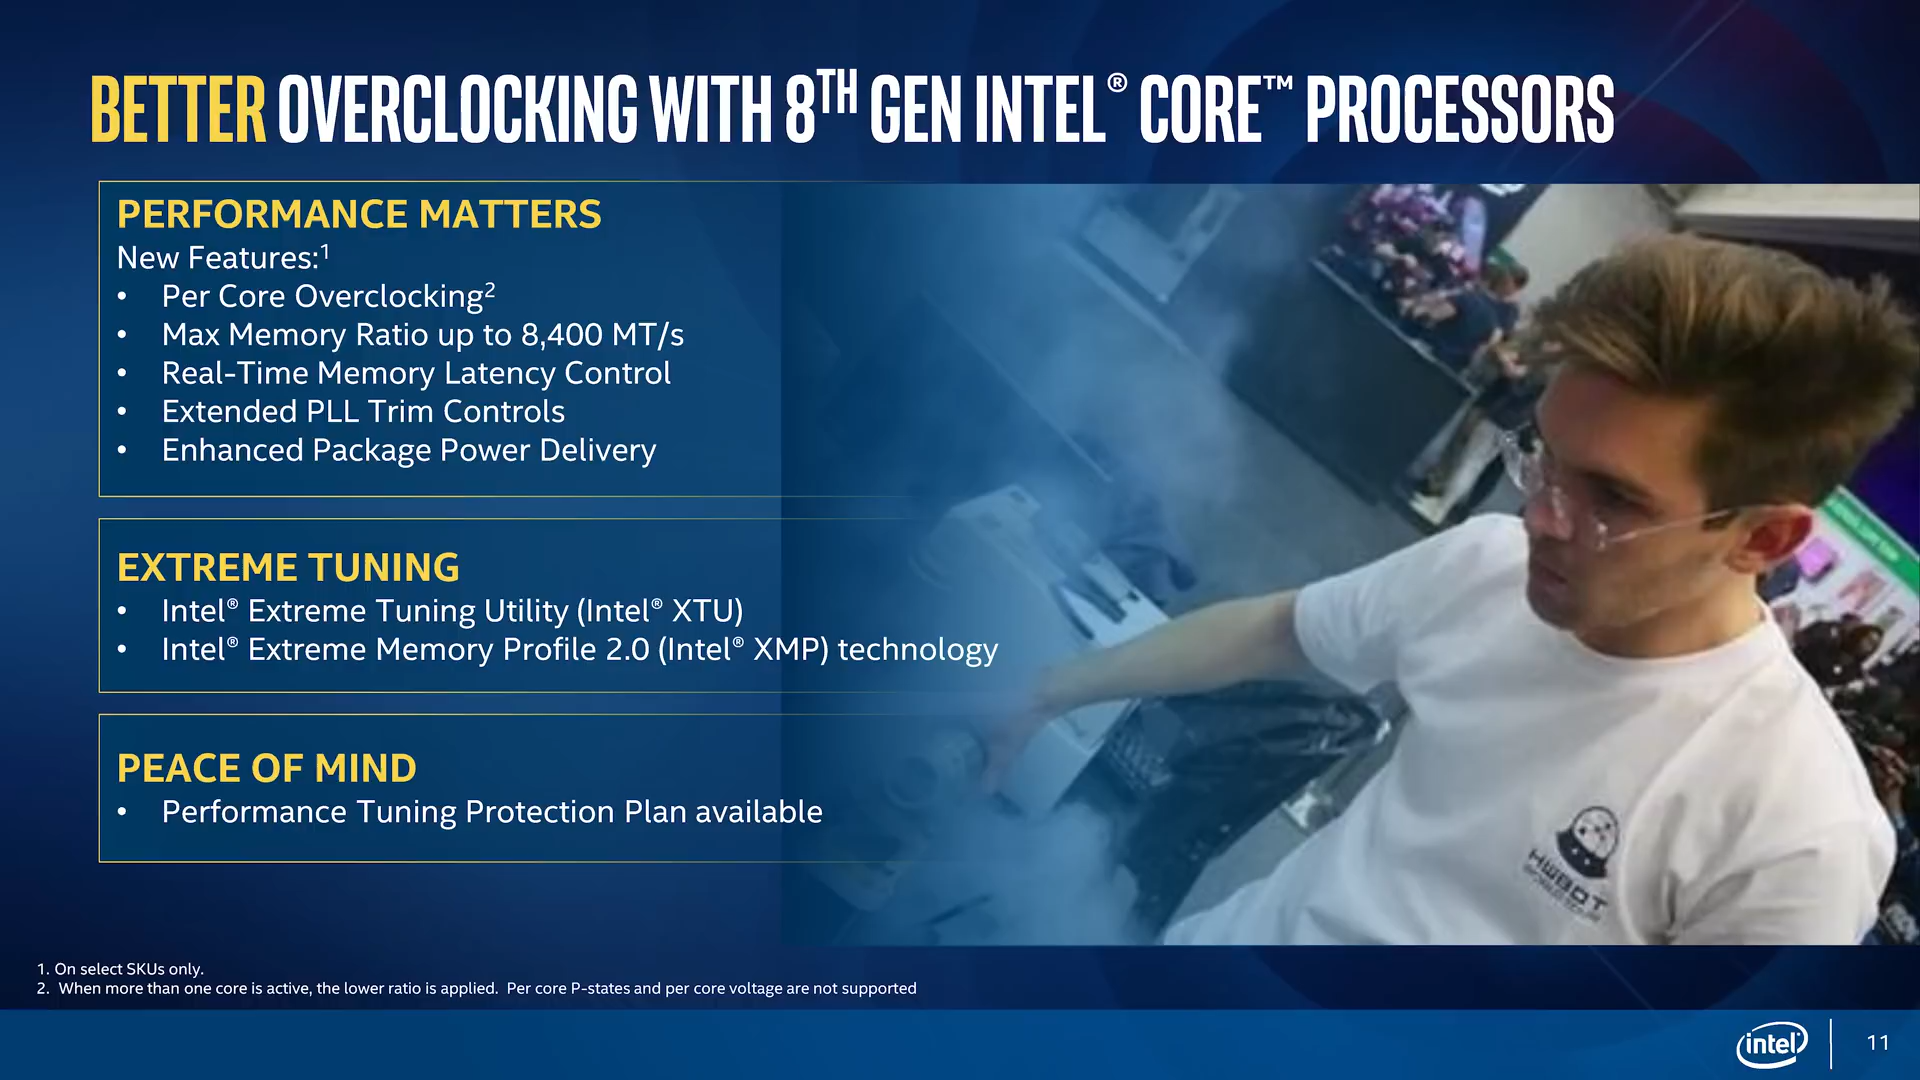 BETTER OVERCLOCKING WITH 8TH GEN INTEL® CORE™ PROCESSORS
PERFORMANCE MATTERS
New Features:1
• Per Core Overclocking2
• Max Memory Ratio up to 8,400 MT/s
• Real-Time Memory Latency Control
• Extended PLL Trim Controls
• Enhanced Package Power Delivery
EXTREME TUNING
• Intel® Extreme Tuning Utility (Intel® XTU)
• Intel® Extreme Memory Profile 2.0 (Intel® XMP) technology
PEACE OF MIND
• Performance Tuning Protection Plan available
HWBOT
1. On select SKUs only.
2. When more than one core is active, the lower ratio is applied. Per core P-states and per core voltage are not supported
intel
11